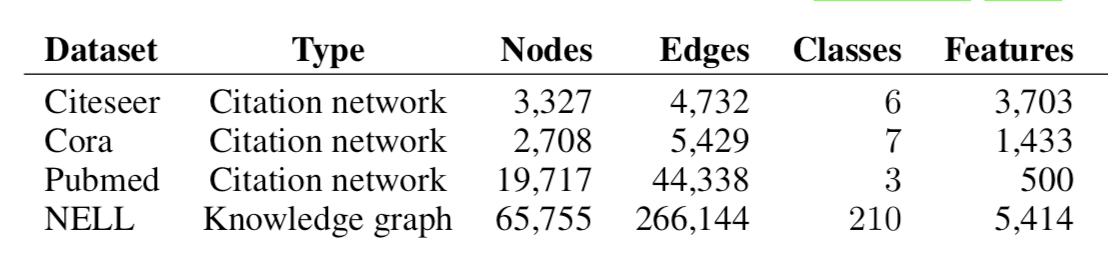 Dataset Type Nodes Edges Classes Features
Citeseer Citation network 3,327 4,732 6 3,703
Cora Citation network 2,708 5,429 7 1,433
Pubmed Citation network 19,717 44,338 3 500
NELL Knowledge graph 65,755 266,144 210 5,414